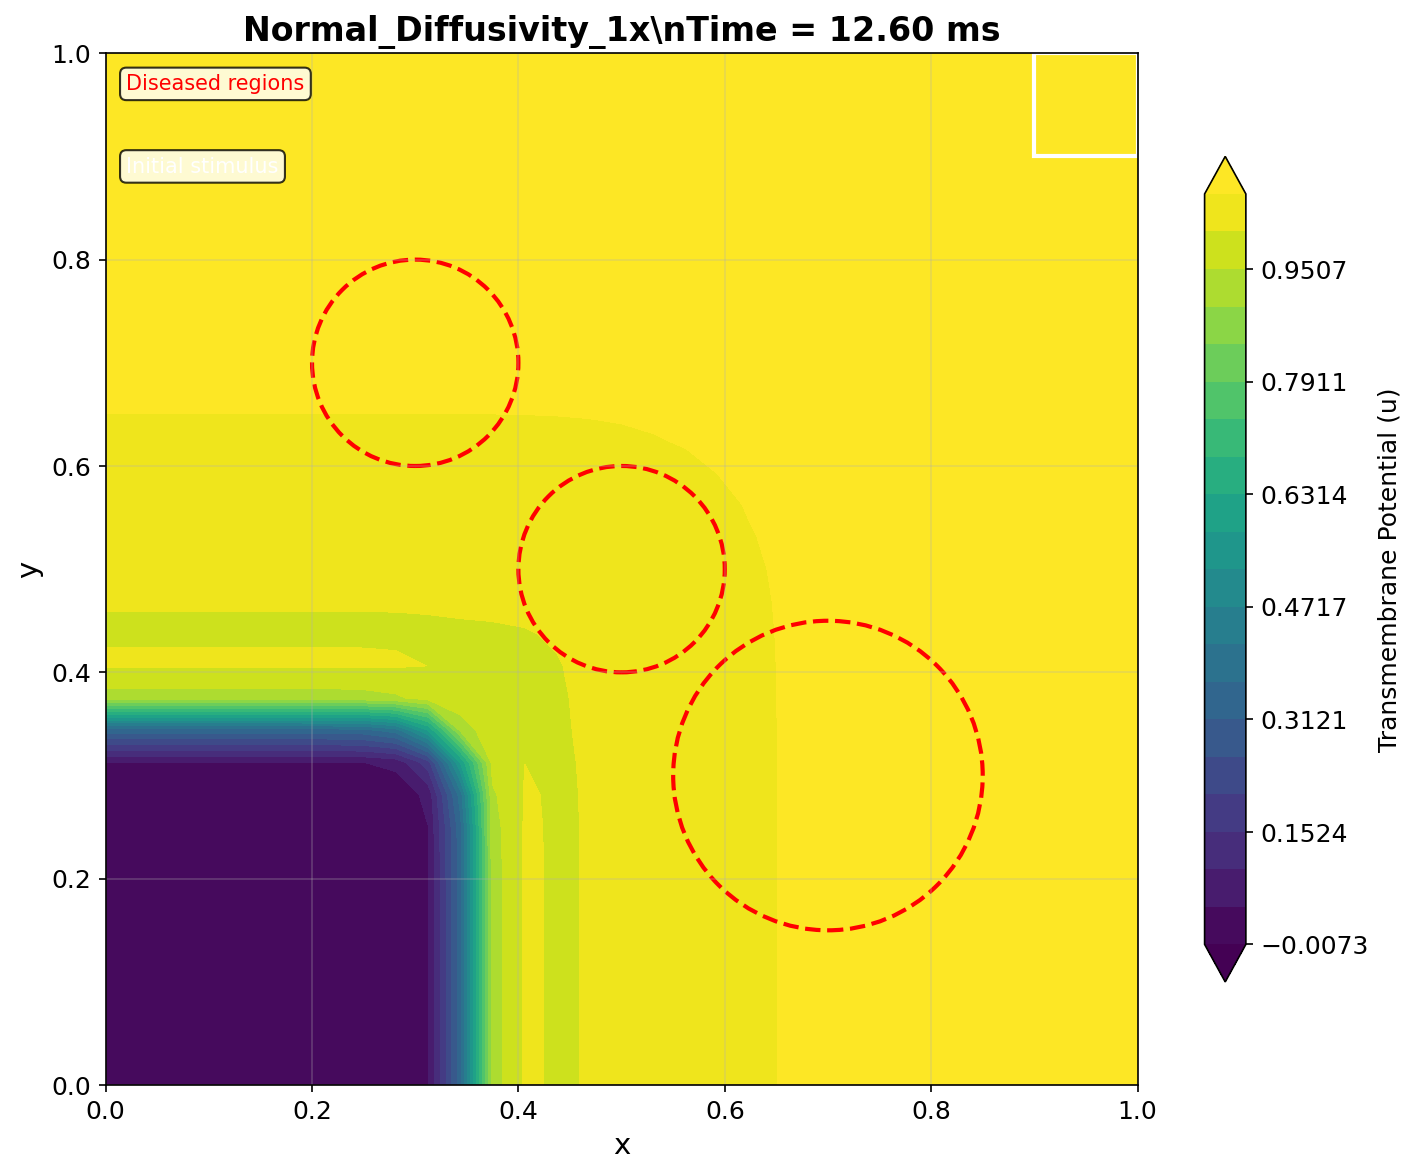 Normal_Diffusivity_1x\nTime = 12.60 ms
Diseased regions
Initial stimulus
1.0
0.8
0.6
0.4
0.2
0.0
y
0.0 0.2 0.4 0.6 0.8 1.0
x
0.9507
0.7911
0.6314
0.4717
0.3121
0.1524
−0.0073
Transmembrane Potential (u)